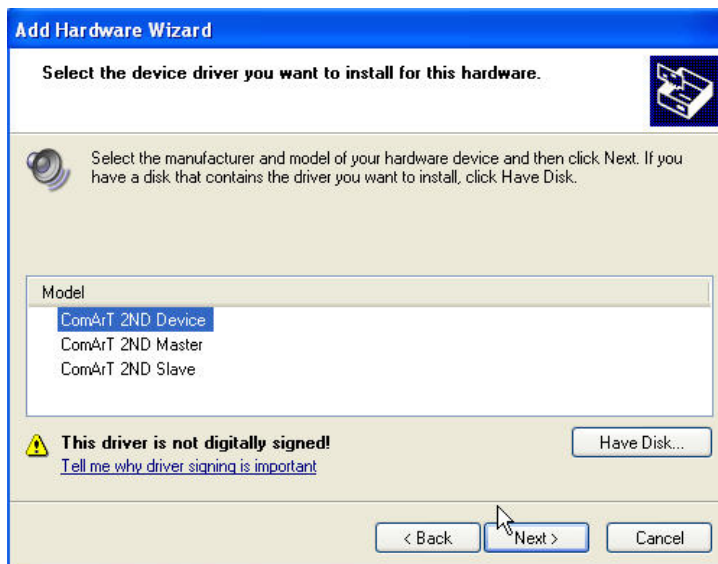 Add Hardware Wizard
Select the device driver you want to install for this hardware.
Select the manufacturer and model of your hardware device and then click Next. If you
have a disk that contains the driver you want to install, click Have Disk.
Model
ComArT 2ND Device
ComArT 2ND Master
ComArT 2ND Slave
This driver is not digitally signed!
Tell me why driver signing is important
Have Disk...
< Back
Next >
Cancel